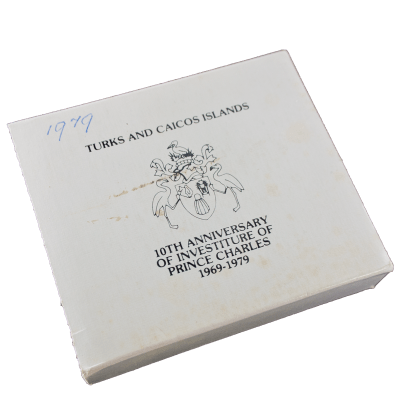 1979
TURKS AND CAICOS ISLANDS
10TH ANNIVERSARY
OF INVESTITURE OF
PRINCE CHARLES
1969-1979